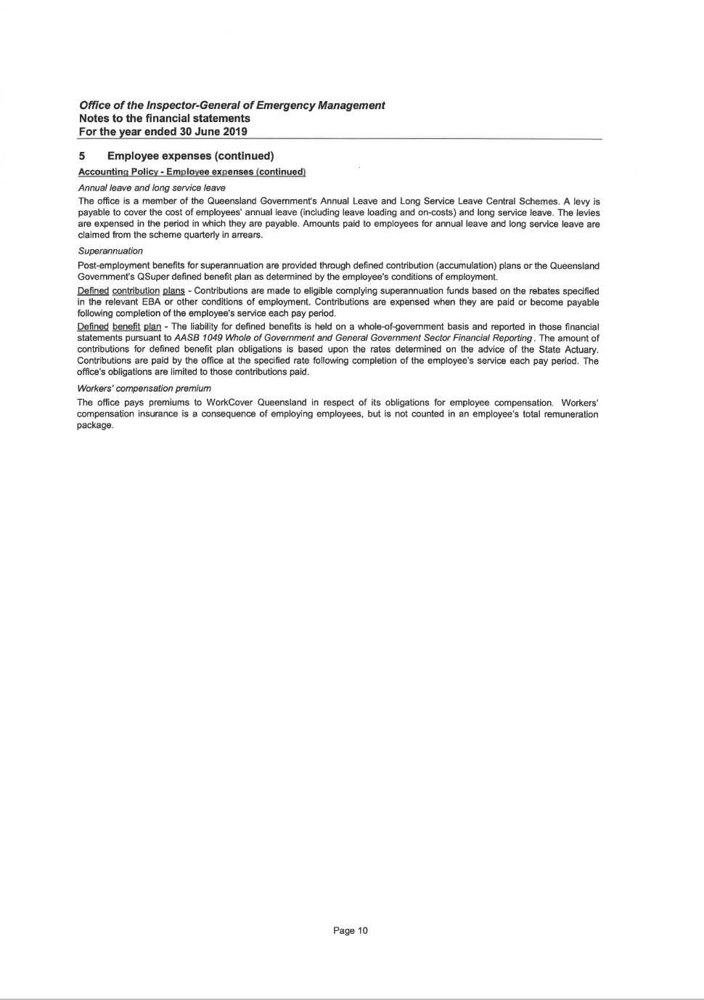 Office of the Inspector-General of Emergency Management
Notes to the financial statements
For the year ended 30 June 2019
5 Employee expenses (continued)
Accounting Policy - Employee expenses (continued)
Annual leave and long service leave
The office is a member of the Queensland Government's Annual Leave and Long Service Leave Central Schemes. A levy is
payable to cover the cost of employees' annual leave (including leave loading and on-costs) and long service leave. The levies
are expensed in the period in which they are payable. Amounts paid to employees for annual leave and long service leave are
claimed from the scheme quarterly in arrears.
Superannuation
Post-employment benefits for superannuation are provided through defined contribution (accumulation) plans or the Queensland
Government's QSuper defined benefit plan as determined by the employee's conditions of employment.
Defined contribution plans - Contributions are made to eligible complying superannuation funds based on the rebates specified
in the relevant EBA or other conditions of employment. Contributions are expensed when they are paid or become payable
following completion of the employee's service each pay period.
Defined benefit plan - The liability for defined benefits is held on a whole-of-government basis and reported in those financial
statements pursuant to AASB 1049 Whole of Government and General Government Sector Financial Reporting. The amount of
contributions for defined benefit plan obligations is based upon the rates determined on the advice of the State Actuary.
Contributions are paid by the office at the specified rate following completion of the employee's service each pay period. The
office's obligations are limited to those contributions paid.
Workers' compensation premium
The office pays premiums to WorkCover Queensland in respect of its obligations for employee compensation. Workers'
compensation insurance is a consequence of employing employees, but is not counted in an employee's total remuneration
package.
Page 10